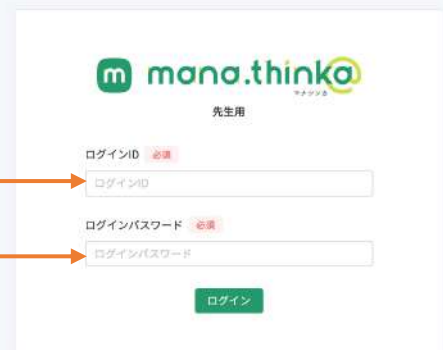 m mana.thinka@
マナシンカ
先生用
ログインID 必須
ログインID
ログインパスワード 必須
ログインパスワード
ログイン